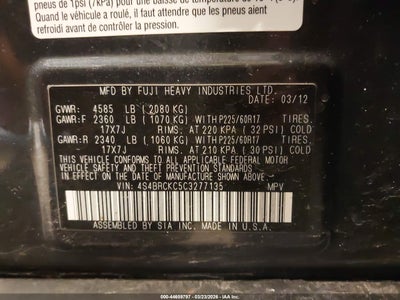 pneus de 1psi (7kPa) pour une baisse de température de
Quand le véhicule a roulé, il faut attendre que les pneus aient
refroidi avant de contrôler la pression.
MFD BY FUJI HEAVY INDUSTRIES LTD.
DATE: 03/12
GVWR: 4585 LB (2080 KG)
GAWR:F 2360 LB (1070 KG) WITH P225/60R17 TIRES,
17X7J RIMS, AT 220 KPA (32 PSI) COLD
GAWR:R 2340 LB (1060 KG) WITH P225/60R17 TIRES,
17X7J RIMS, AT 210 KPA (30 PSI) COLD
THIS VEHICLE CONFORMS TO ALL APPLICABLE FEDERAL MOTOR
VEHICLE SAFETY AND THEFT PREVENTION STANDARDS
IN EFFECT ON THE DATE OF MANUFACTURE SHOWN ABOVE.
VIN: 4S4BRCKC5C3277135 MPV
ASSEMBLED BY SIA MADE IN U.S.A.
000-44609797 - 03/23/2026 - IAA Inc.